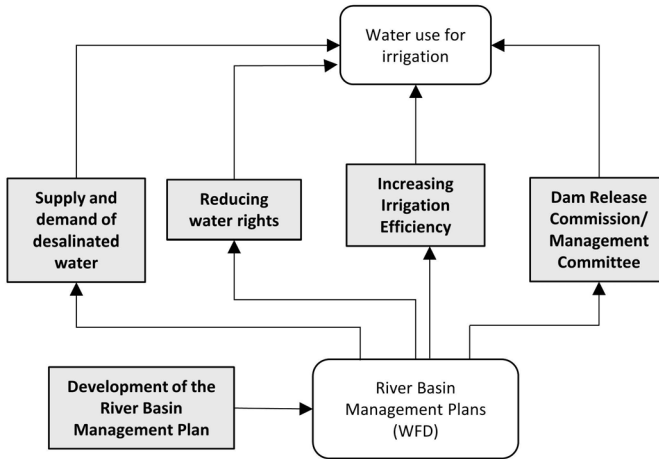 Water use for
irrigation
Supply and
demand of
desalinated
water
Reducing
water rights
Increasing
Irrigation
Efficiency
Dam Release
Commission/
Management
Committee
Development of the
River Basin
Management Plan
River Basin
Management Plans
(WFD)